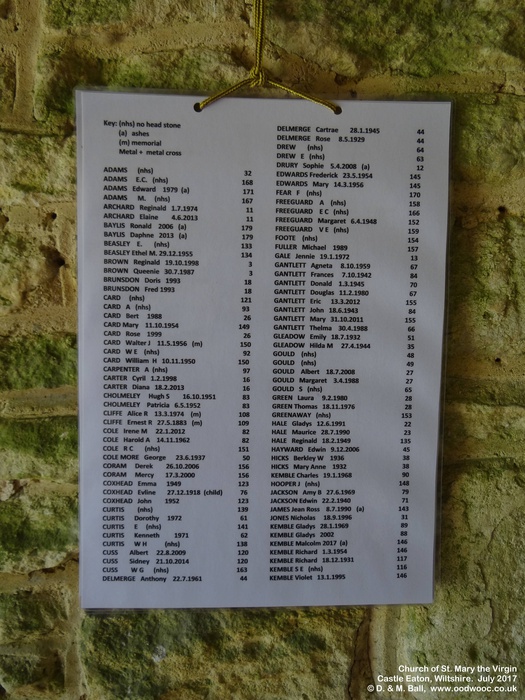 Key: (nhs) no head stone
(a) ashes
(m) memorial
Metal + metal cross
ADAMS (nhs) 32
ADAMS E.C. (nhs) 168
ADAMS Edward 1979 (a) 171
ADAMS M. (nhs) 167
ARCHARD Reginald 1.7.1974 11
ARCHARD Elaine 4.6.2013 11
BAYLIS Ronald 2006 (a) 179
BAYLIS Daphne 2013 (a) 179
BEASLEY E. (nhs) 133
BEASLEY Ethel M. 29.12.1955 134
BROWN Reginald 19.10.1998 3
BROWN Queenie 30.7.1987 3
BRUNSDON Doris 1993 18
BRUNSDON Fred 1993 18
CARD (nhs) 121
CARD A (nhs) 93
CARD Bert 1988 26
CARD Mary 11.10.1954 149
CARD Rose 1999 26
CARD Walter J 11.5.1956 (m) 150
CARD W E (nhs) 92
CARD William H 10.11.1950 150
CARPENTER A (nhs) 97
CARTER Cyril 1.2.1998 16
CARTER Diana 18.2.2013 16
CHOLMELEY Hugh S 16.10.1951 83
CHOLMELEY Patricia 6.5.1952 83
CLIFFE Alice R 13.3.1974 (m) 108
CLIFFE Ernest R 27.5.1883 (m) 109
COLE Irene M 22.1.2012 82
COLE Harold A 14.11.1962 82
COLE R C (nhs) 151
COLE MORE George 23.6.1937 50
CORAM Derek 26.10.2006 156
CORAM Mercy 17.3.2000 156
COXHEAD Emma 1949 123
COXHEAD Evline 27.12.1918 (child) 76
COXHEAD John 1952 123
CURTIS (nhs) 139
CURTIS Dorothy 1972 61
CURTIS E (nhs) 141
CURTIS Kenneth 1971 62
CURTIS W H (nhs) 138
CUSS Albert 22.8.2009 120
CUSS Sidney 21.10.2014 120
CUSS W G (nhs) 163
DELMERGE Anthony 22.7.1961 44
DELMERGE Cartrae 28.1.1945 44
DELMERGE Rose 8.5.1929 44
DREW (nhs) 64
DREW E (nhs) 63
DRURY Sophie 5.4.2008 (a) 12
EDWARDS Frederick 23.5.1954 145
EDWARDS Mary 14.3.1956 145
FEAR F (nhs) 170
FREEGUARD A (nhs) 158
FREEGUARD E C (nhs) 166
FREEGUARD Margaret 6.4.1948 152
FREEGUARD V E (nhs) 159
FOOTE (nhs) 154
FULLER Michael 1989 157
GALE Jennie 19.1.1972 13
GANTLETT Agneta 8.10.1959 67
GANTLETT Frances 7.10.1942 84
GANTLETT Donald 1.3.1945 70
GANTLETT Douglas 11.2.1980 67
GANTLETT Eric 13.3.2012 155
GANTLETT John 18.6.1943 84
GANTLETT Mary 31.10.2011 155
GANTLETT Thelma 30.4.1988 66
GLEADOW Emily 18.7.1932 51
GLEADOW Hilda M 27.4.1944 35
GOULD (nhs) 48
GOULD (nhs) 49
GOULD Albert 18.7.2008 27
GOULD Margaret 3.4.1988 27
GOULD S (nhs) 65
GREEN Laura 9.2.1980 28
GREEN Thomas 18.11.1976 28
GREENAWAY (nhs) 153
HALE Gladys 12.6.1991 22
HALE Maurice 28.7.1990 23
HALE Reginald 18.2.1949 135
HAYWARD Edwin 9.12.2006 45
HICKS Berkley W 1936 38
HICKS Mary Anne 1932 38
KEMBLE Charles 19.1.1968 90
HOOPER J (nhs) 148
JACKSON Amy B 27.6.1969 79
JACKSON Edwin 22.2.1940 71
JAMES Jean Ross 8.7.1990 (a) 143
JONES Nicholas 18.9.1996 31
KEMBLE Gladys 28.1.1969 89
KEMBLE Gladys 2002 88
KEMBLE Malcolm 2017 (a) 146
KEMBLE Richard 1.3.1954 146
KEMBLE Richard 18.12.1931 117
KEMBLE S E (nhs) 116
KEMBLE Violet 13.1.1995 146
Church of St. Mary the Virgin
Castle Eaton, Wiltshire. July 2017
© D. & M. Ball, www.oodwooc.co.uk